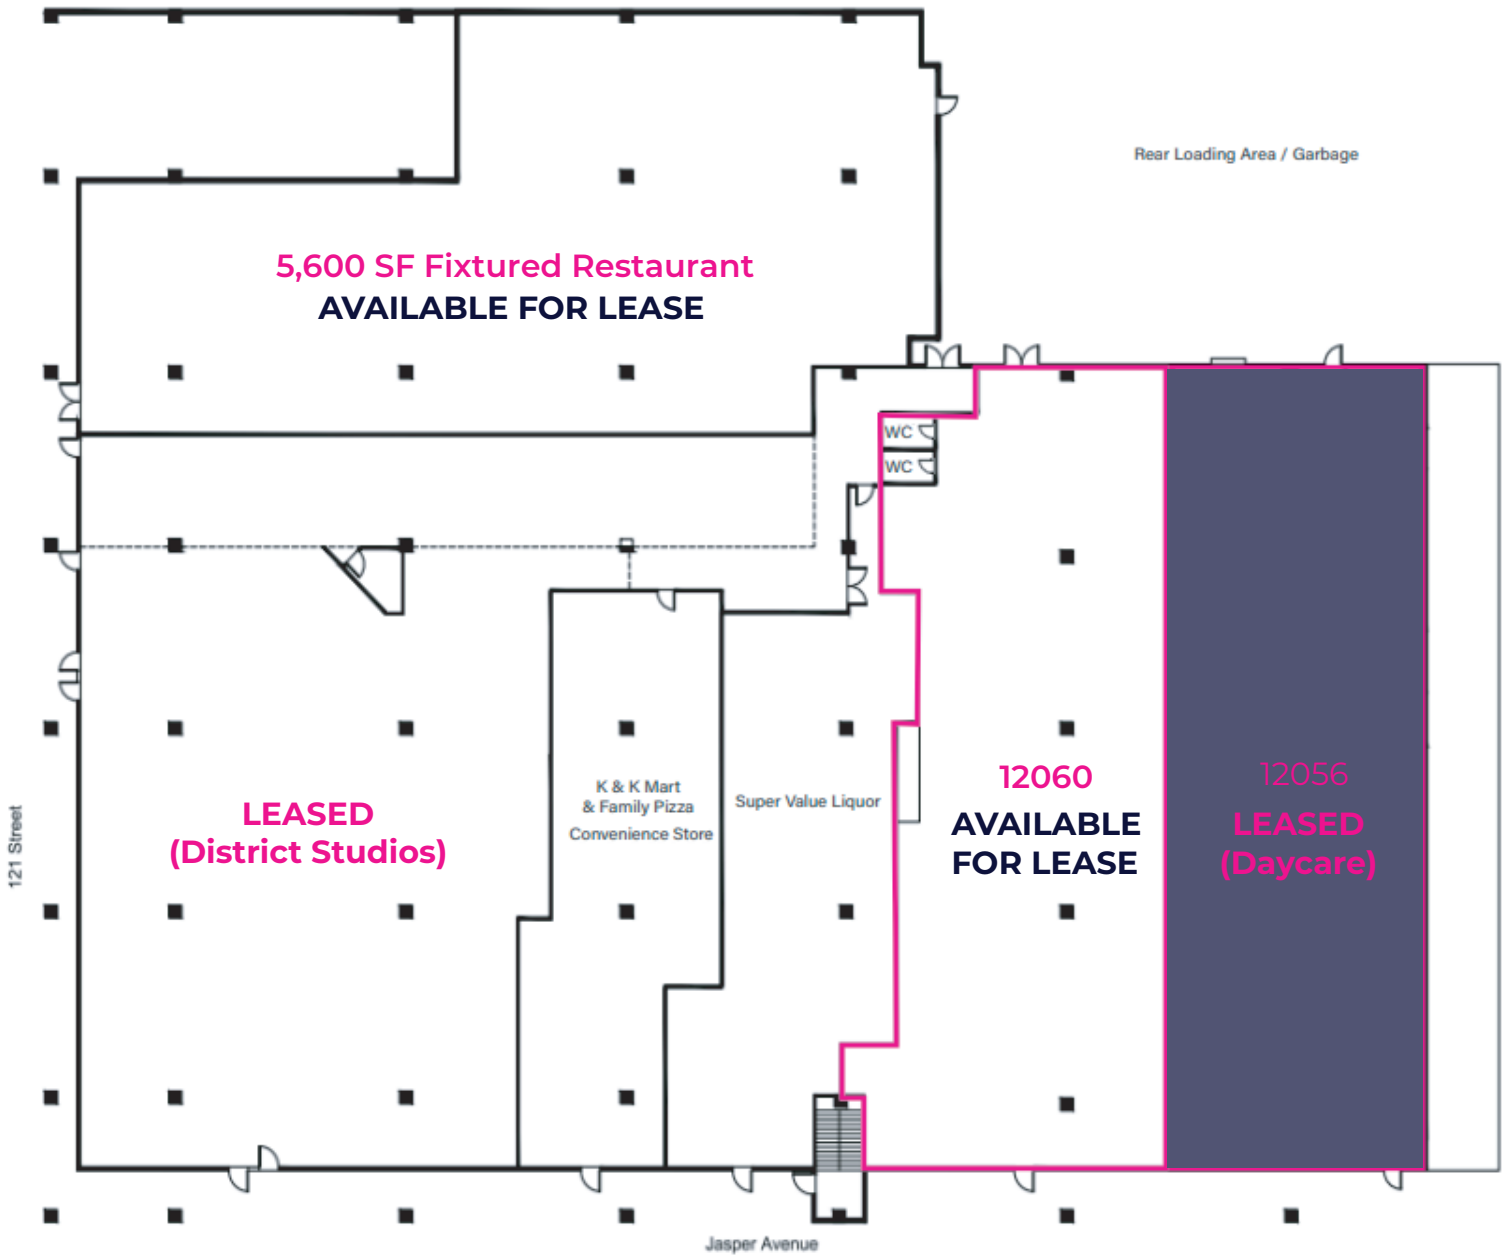 Rear Loading Area / Garbage
5,600 SF Fixtured Restaurant
AVAILABLE FOR LEASE
WC
WC
121 Street
LEASED
(District Studios)
K & K Mart
& Family Pizza
Convenience Store
Super Value Liquor
12060
AVAILABLE
FOR LEASE
12056
LEASED
(Daycare)
Jasper Avenue